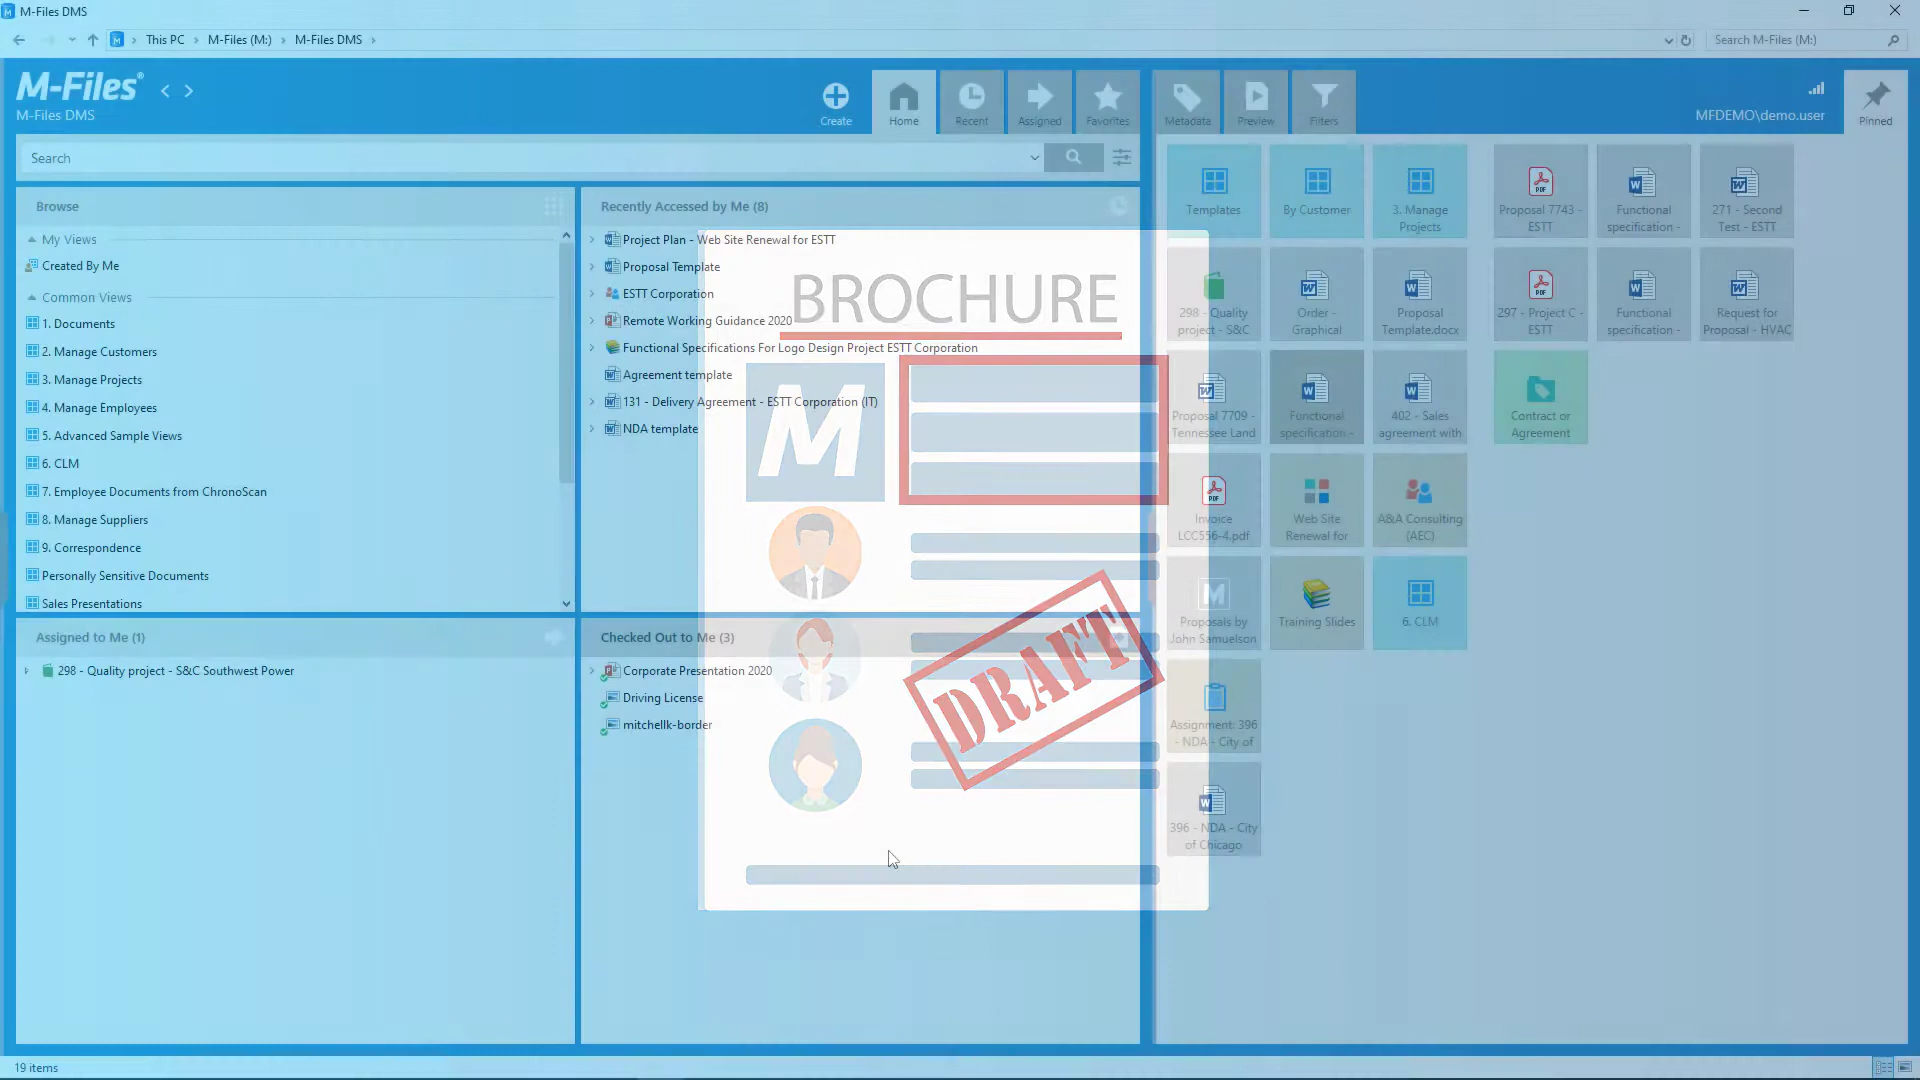 M-Files DMS
This PC
M-Files (M:)
M-Files DMS
Search M-Files (M:)
M-Files®
M-Files DMS
Create
Home
Recent
Assigned
Favorites
Metadata
Preview
Filters
MFDEMO\demo.user
Pinned
Search
Browse
My Views
Created By Me
Common Views
1. Documents
2. Manage Customers
3. Manage Projects
4. Manage Employees
5. Advanced Sample Views
6. CLM
7. Employee Documents from ChronoScan
8. Manage Suppliers
9. Correspondence
Personally Sensitive Documents
Sales Presentations
Recently Accessed by Me (8)
Project Plan - Web Site Renewal for ESTT
Proposal Template
ESTT Corporation
Remote Working Guidance 2020
Functional Specifications For Logo Design Project ESTT Corporation
Agreement template
131 - Delivery Agreement - ESTT Corporation (IT)
NDA template
BROCHURE
M
DRAFT
Assigned to Me (1)
298 - Quality project - S&C Southwest Power
Checked Out to Me (3)
Corporate Presentation 2020
Driving License
mitchellk-border
Templates
By Customer
3. Manage
Projects
PDF
Proposal 7743 -
ESTT
Functional
specification -
271 - Second
Test - ESTT
298 - Quality
project - S&C
Order -
Graphical
Proposal
Template.docx
PDF
297 - Project C -
ESTT
Functional
specification -
Request for
Proposal - HVAC
Proposal 7709 -
Tennessee Land
Functional
specification -
402 - Sales
agreement with
Contract or
Agreement
PDF
Invoice
LCC556-4.pdf
Web Site
Renewal for
A&A Consulting
(AEC)
M
Proposals by
John Samuelson
Training Slides
6. CLM
Assignment: 396
- NDA - City of
396 - NDA - City
of Chicago
19 items